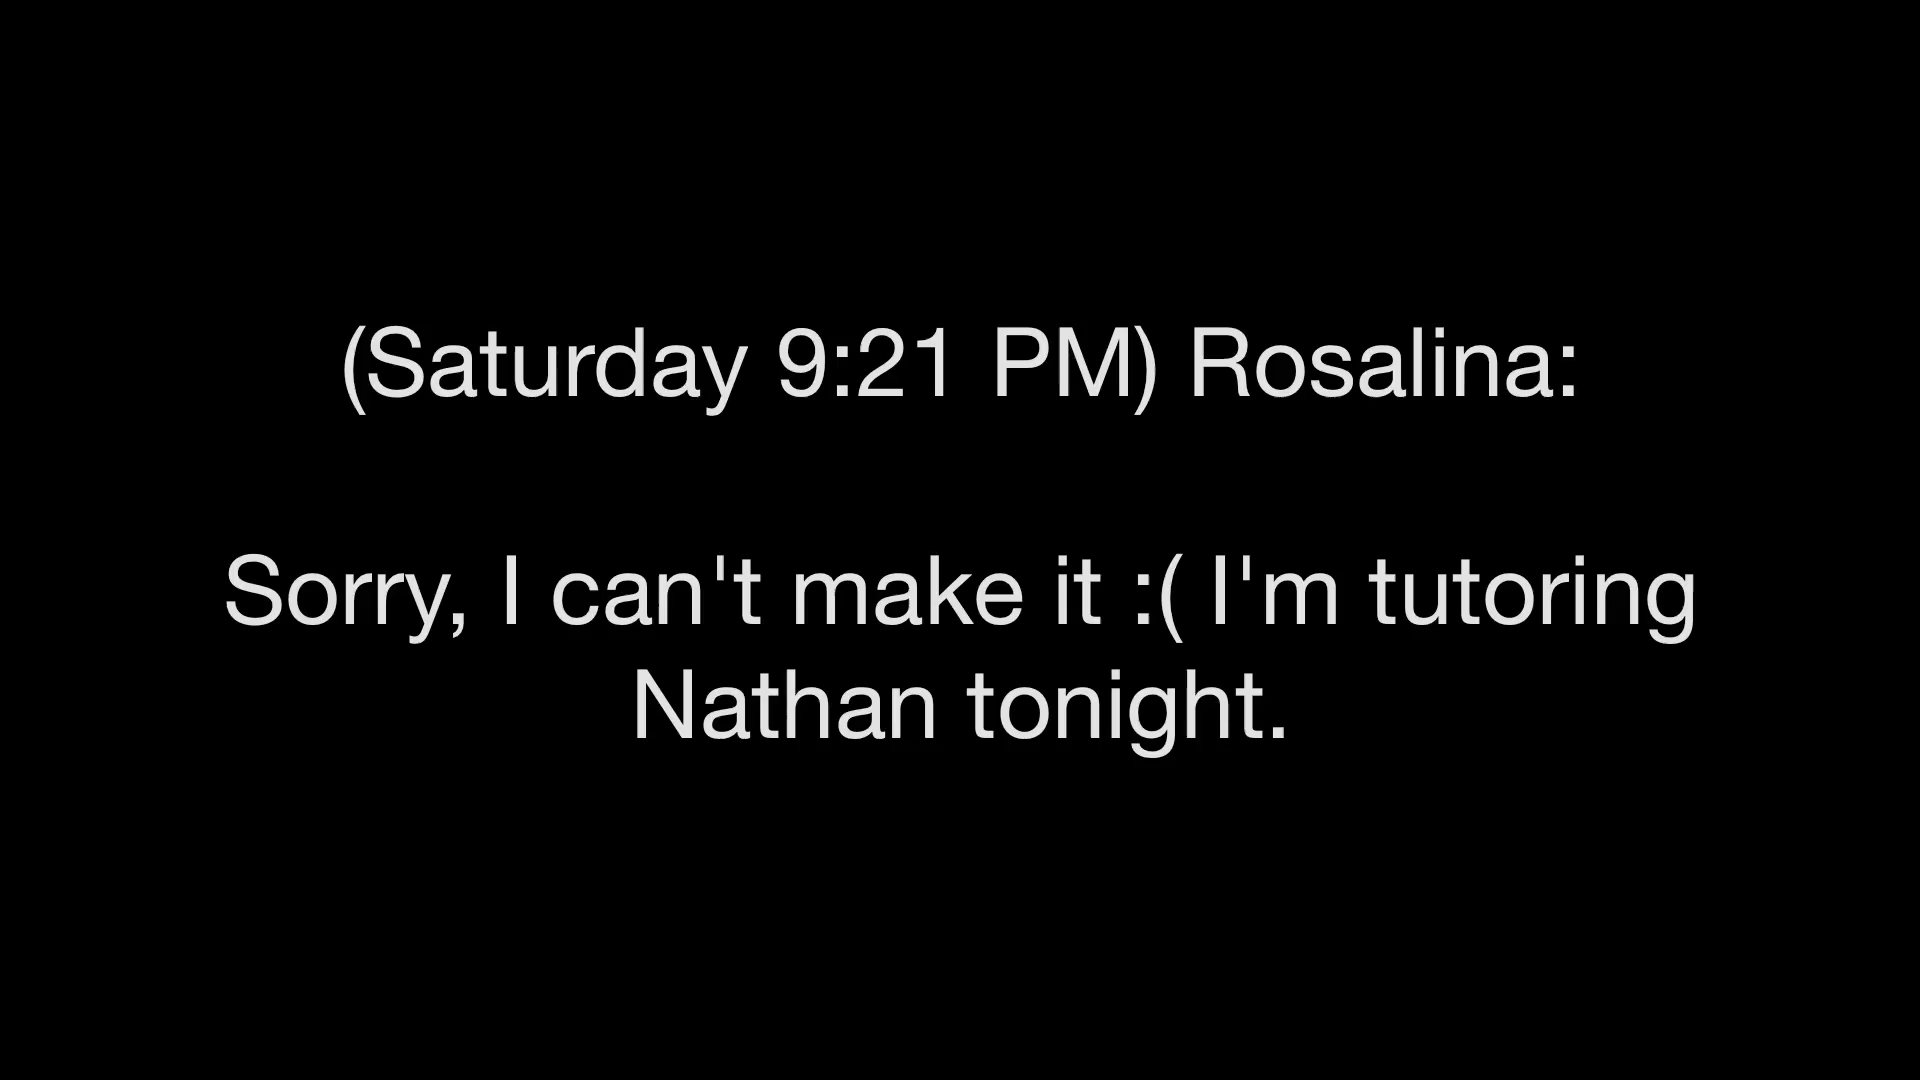 (Saturday 9:21 PM) Rosalina:
Sorry, I can't make it :( I'm tutoring
Nathan tonight.